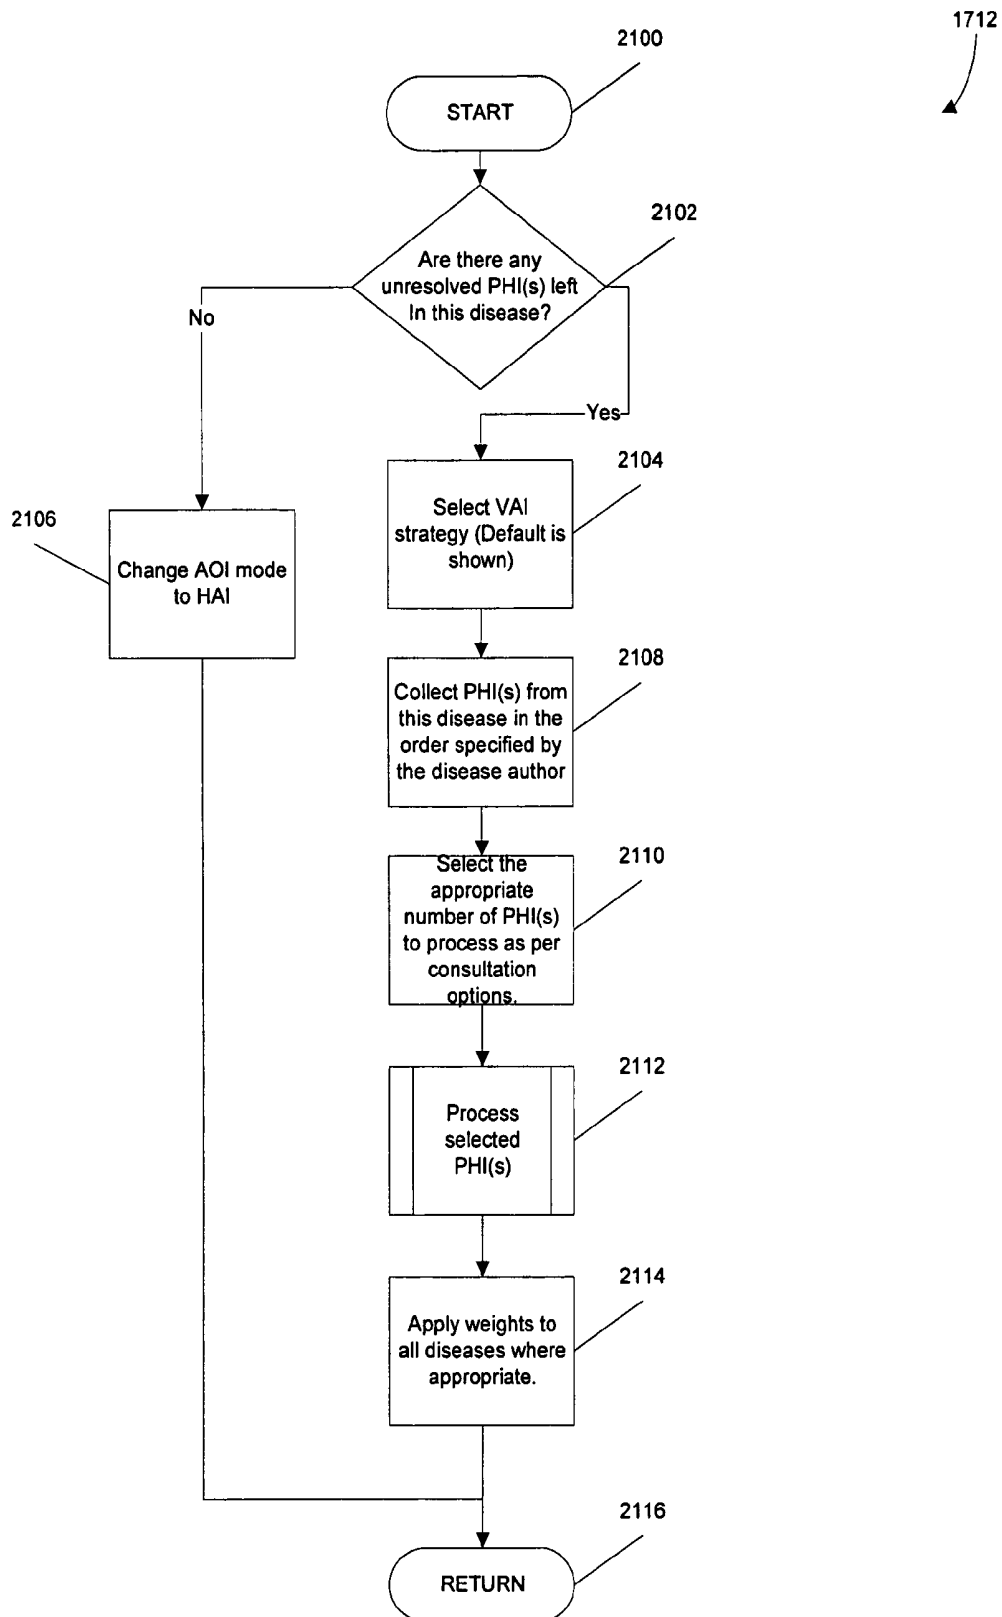 1712
2100
START
2102
Are there any
unresolved PHI(s) left
In this disease?
No
Yes
2104
Select VAI
strategy (Default is
shown)
2106
Change AOI mode
to HAI
2108
Collect PHI(s) from
this disease in the
order specified by
the disease author
2110
Select the
appropriate
number of PHI(s)
to process as per
consultation
options.
2112
Process
selected
PHI(s)
2114
Apply weights to
all diseases where
appropriate.
2116
RETURN